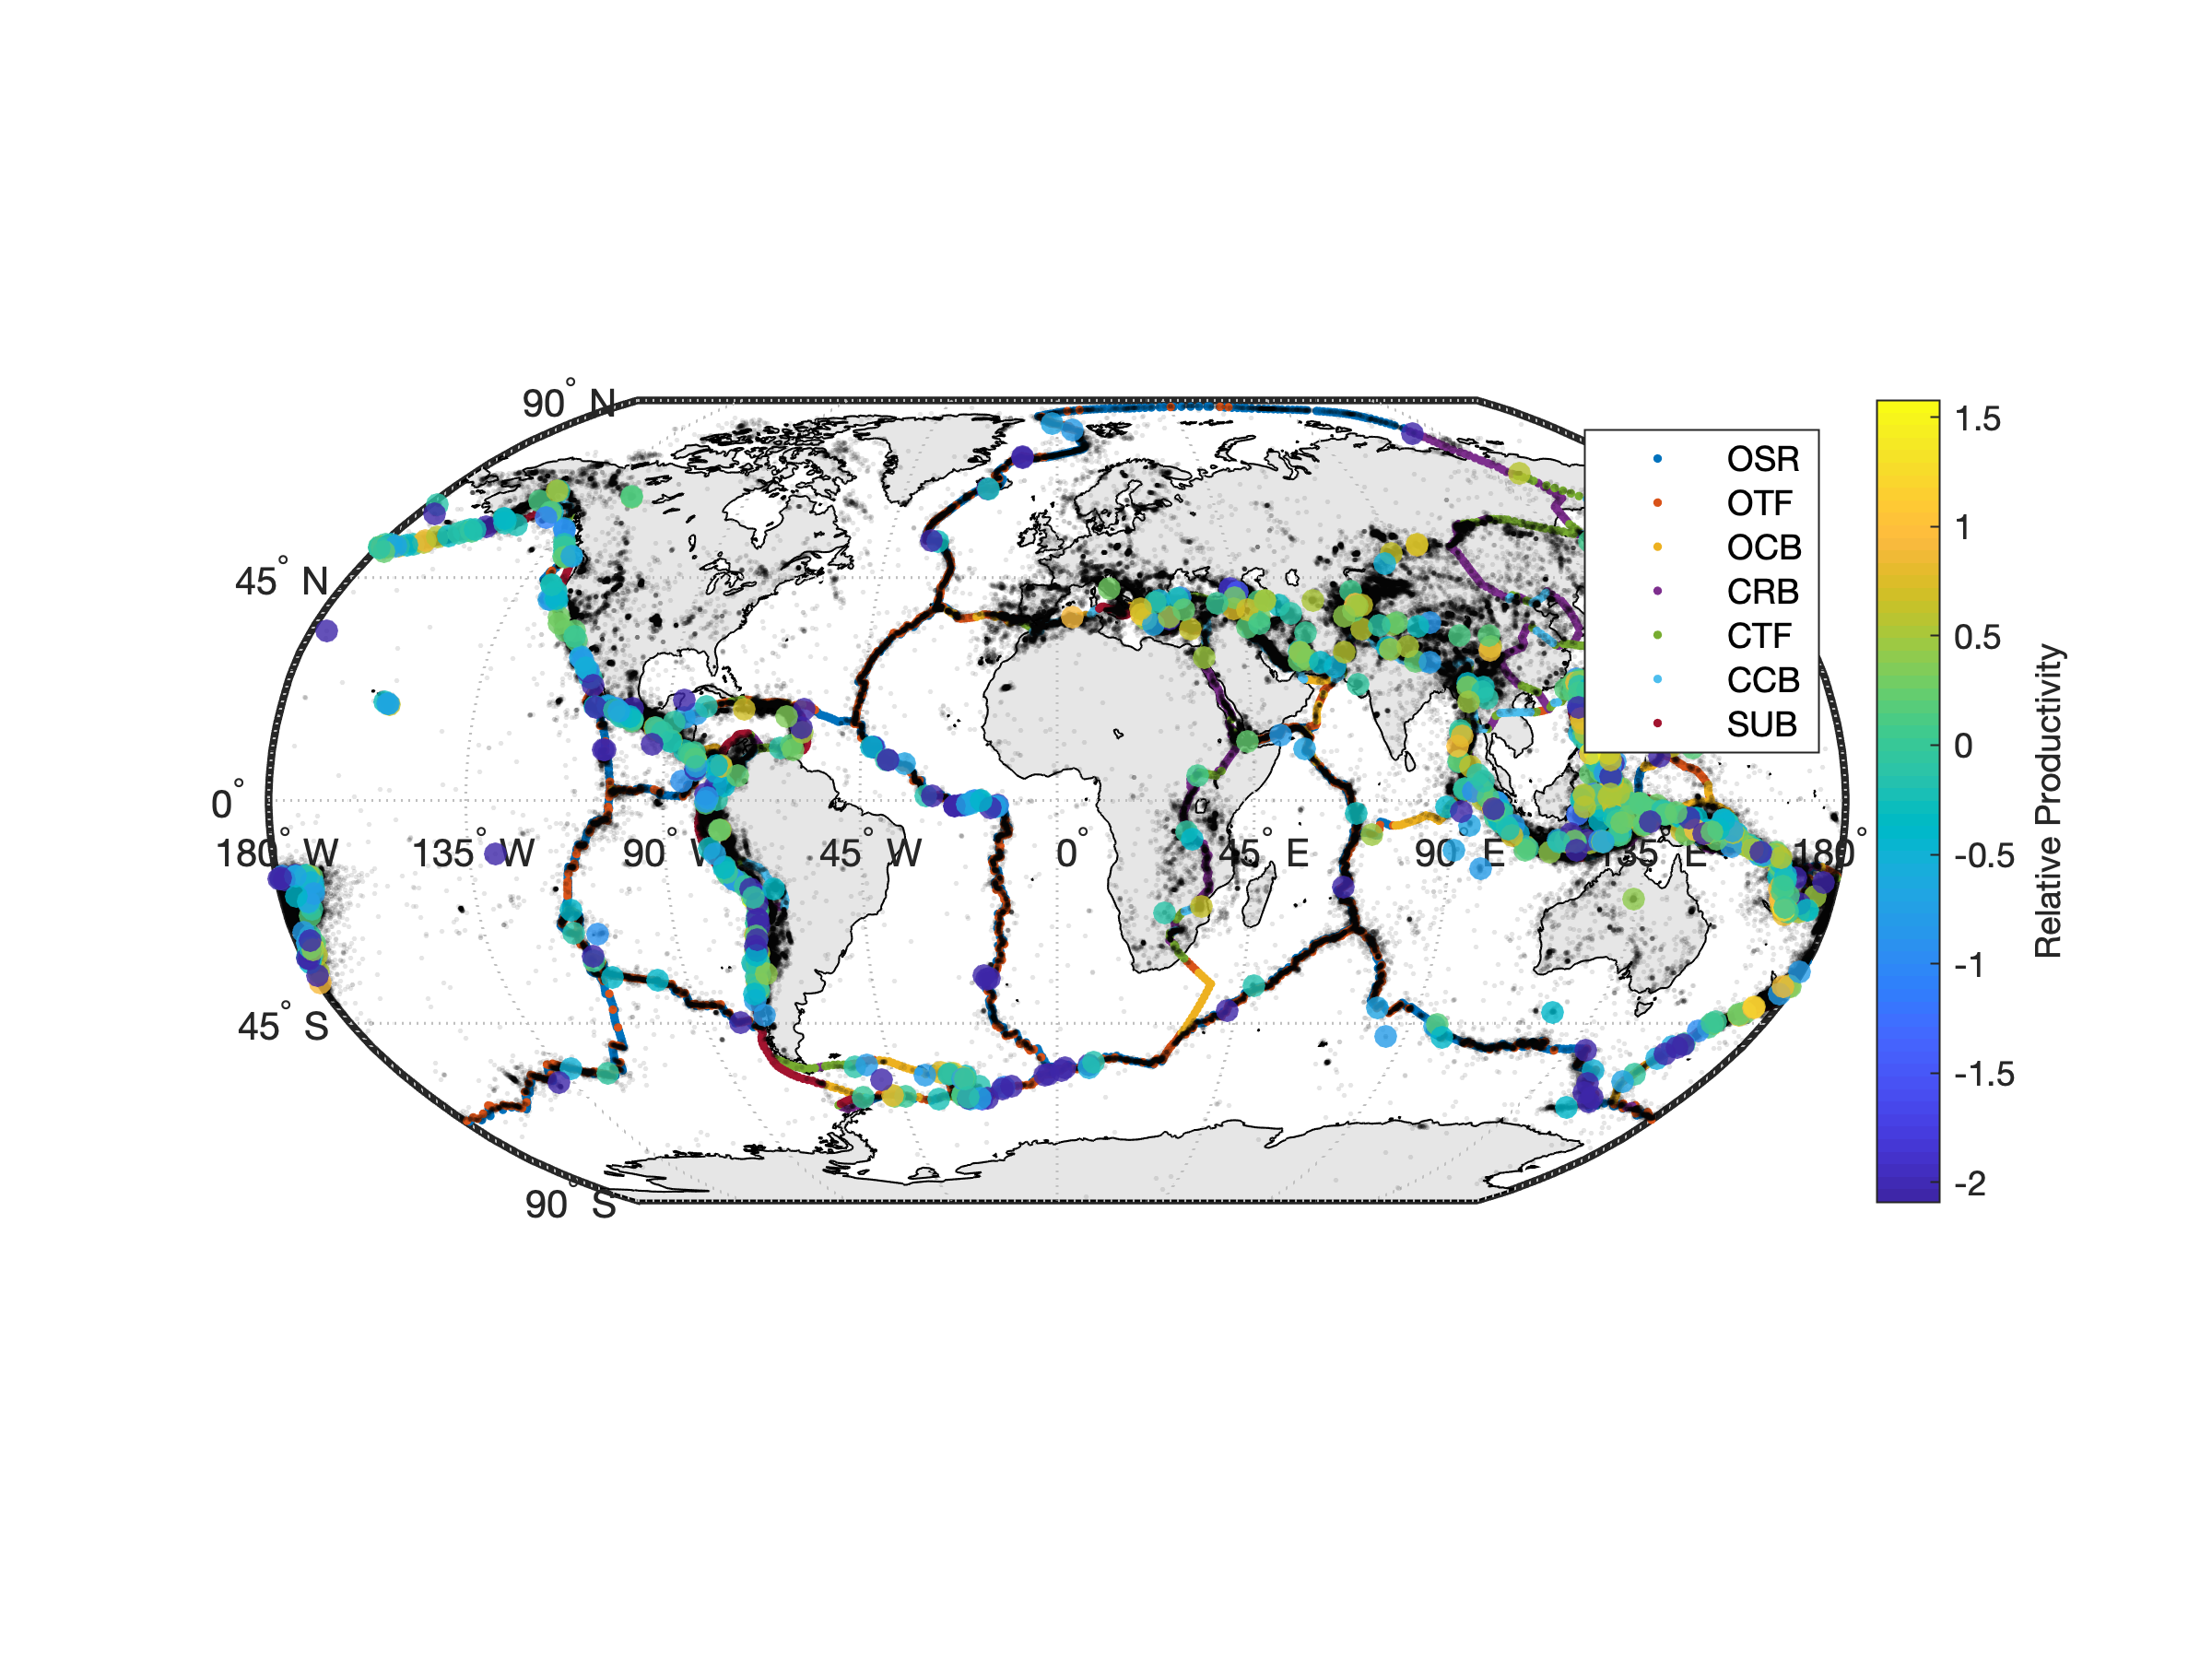 90° N
45° N
0°
180° W
135° W
90° W
45° W
0°
45° E
90° E
135° E
180°
45° S
90° S
OSR
OTF
OCB
CRB
CTF
CCB
SUB
1.5
1
0.5
0
-0.5
-1
-1.5
-2
Relative Productivity